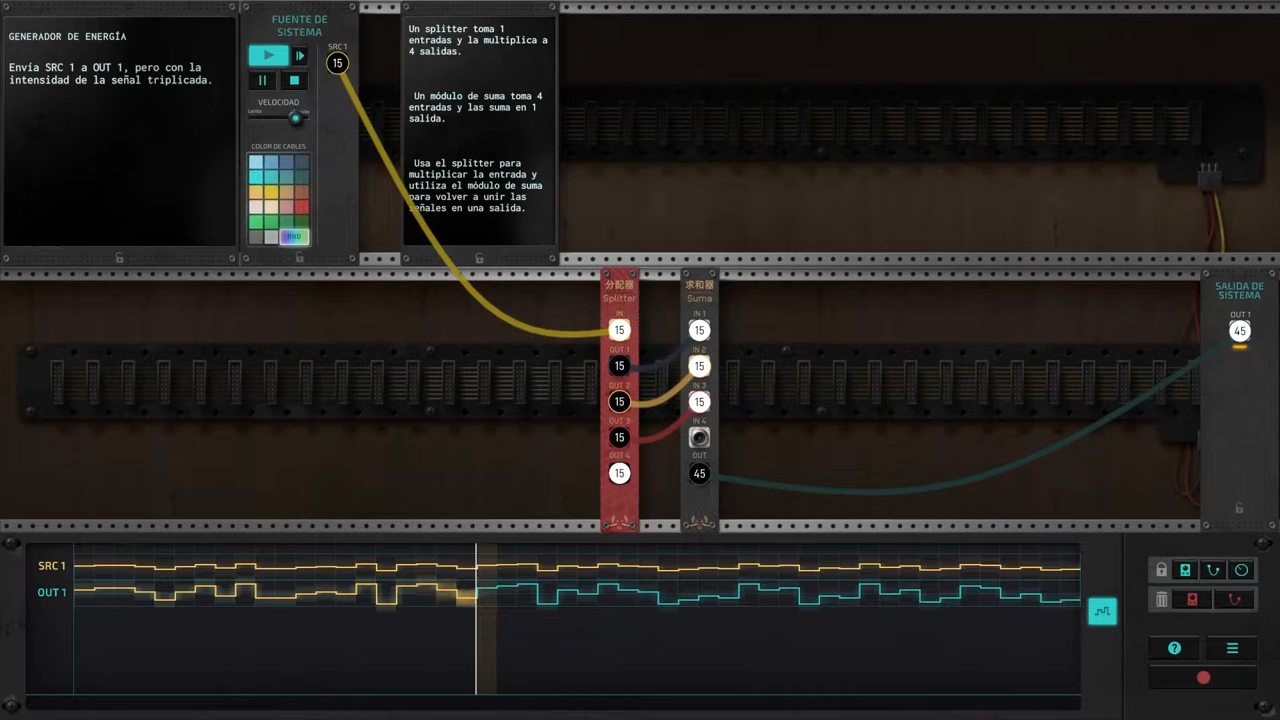 GENERADOR DE ENERGÍA
Envía SRC 1 a OUT 1, pero con la
intensidad de la señal triplicada.
FUENTE DE
SISTEMA
SRC 1
15
VELOCIDAD
Lenta
COLOR DE CABLES
RND
Un splitter toma 1
entradas y la multiplica a
4 salidas.
Un módulo de suma toma 4
entradas y las suma en 1
salida.
Usa el splitter para
multiplicar la entrada y
utiliza el módulo de suma
para volver a unir las
señales en una salida.
分配器
Splitter
IN
15
OUT 1
15
OUT 2
15
OUT 3
15
OUT 4
15
求和器
Suma
IN 1
15
IN 2
15
IN 3
15
IN 4
OUT
45
SALIDA DE
SISTEMA
OUT 1
45
SRC 1
OUT 1
?